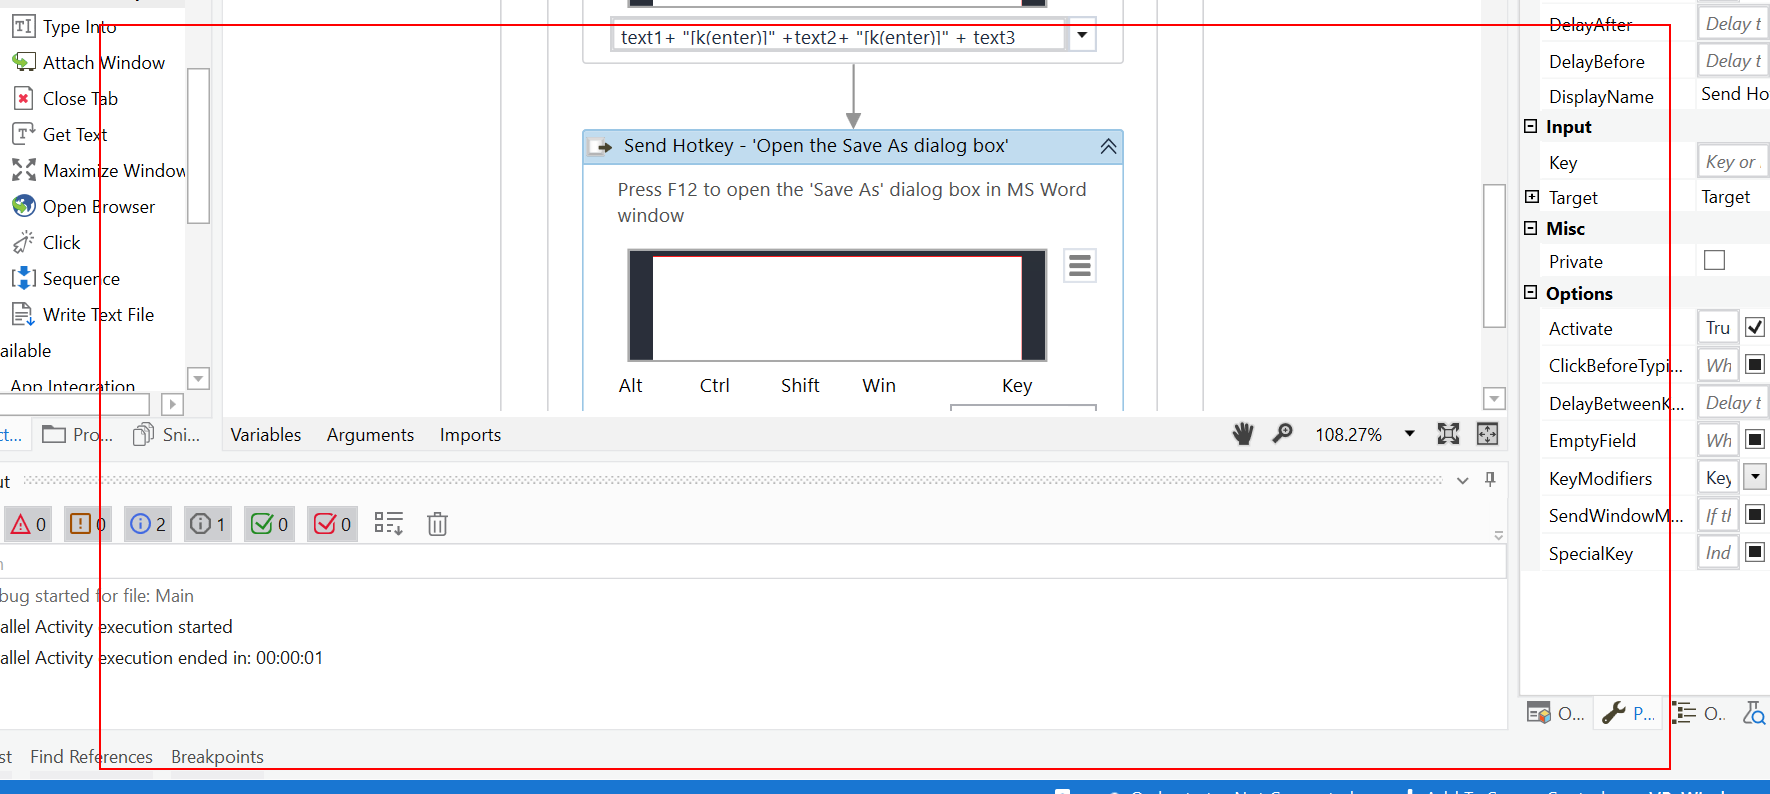 Type Into
Attach Window
Close Tab
Get Text
Maximize Window
Open Browser
Click
Sequence
Write Text File
ailable
App Integration
ct...
Pro...
Sni...
text1+ "[k(enter)]" +text2+ "[k(enter)]" + text3
Send Hotkey - 'Open the Save As dialog box'
Press F12 to open the 'Save As' dialog box in MS Word
window
Alt Ctrl Shift Win Key
Variables Arguments Imports
108.27%
DelayAfter Delay t
DelayBefore Delay t
DisplayName Send Ho
Input
Key Key or
Target Target
Misc
Private
Options
Activate Tru
ClickBeforeTypi... Wh
DelayBetweenK... Delay t
EmptyField Wh
KeyModifiers Key
SendWindowM... If tl
SpecialKey Ind
O... P... O..
ut
0 0 2 1 0 0
bug started for file: Main
allel Activity execution started
allel Activity execution ended in: 00:00:01
st Find References Breakpoints